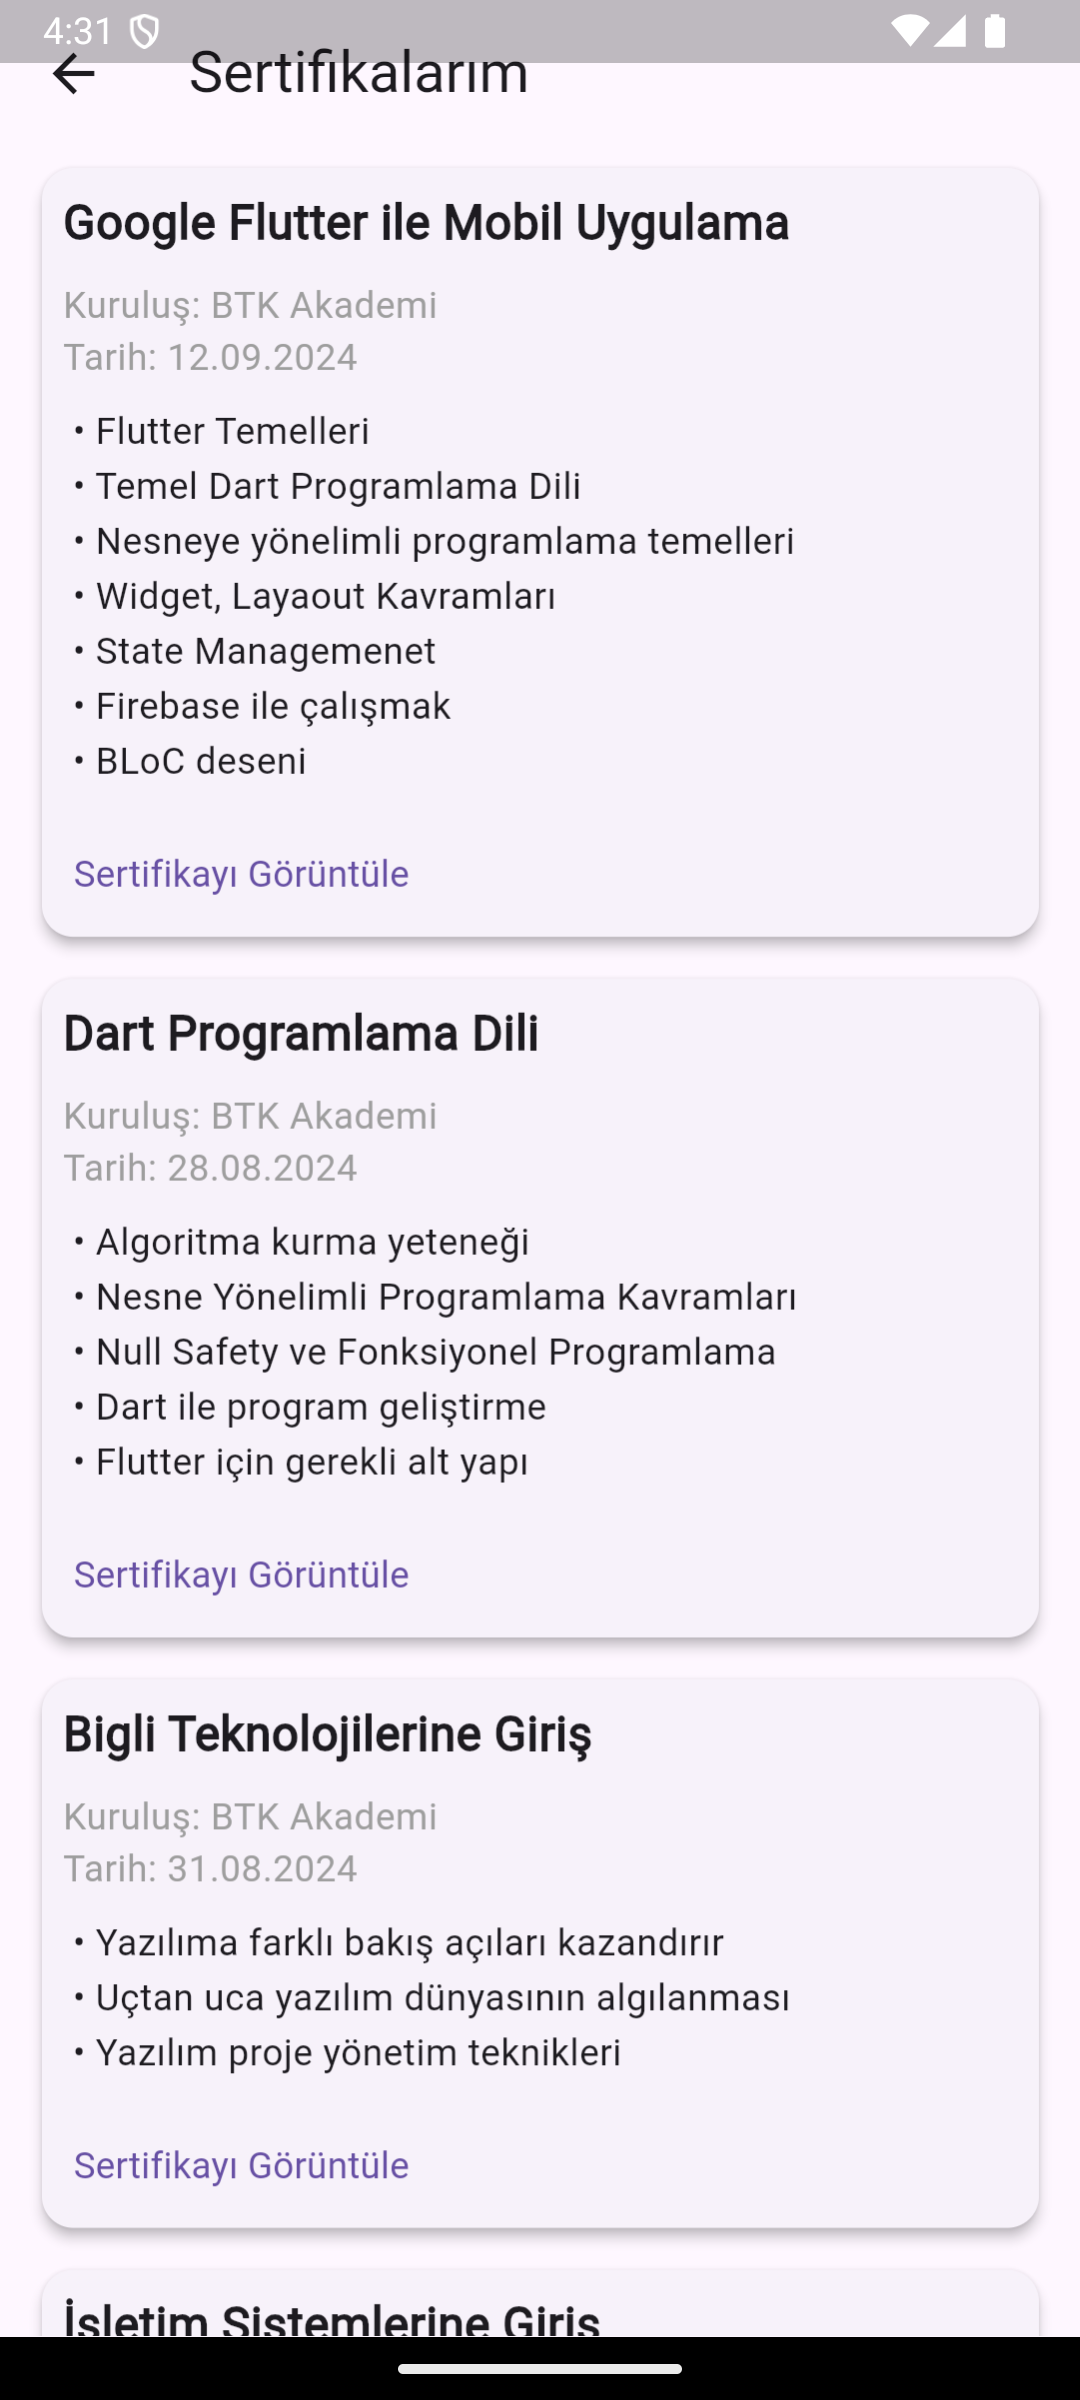 4:31
Sertifikalarım
Google Flutter ile Mobil Uygulama
Kuruluş: BTK Akademi
Tarih: 12.09.2024
• Flutter Temelleri
• Temel Dart Programlama Dili
• Nesneye yönelimli programlama temelleri
• Widget, Layaout Kavramları
• State Managemenet
• Firebase ile çalışmak
• BLoC deseni
Sertifikayı Görüntüle
Dart Programlama Dili
Kuruluş: BTK Akademi
Tarih: 28.08.2024
• Algoritma kurma yeteneği
• Nesne Yönelimli Programlama Kavramları
• Null Safety ve Fonksiyonel Programlama
• Dart ile program geliştirme
• Flutter için gerekli alt yapı
Sertifikayı Görüntüle
Bigli Teknolojilerine Giriş
Kuruluş: BTK Akademi
Tarih: 31.08.2024
• Yazılıma farklı bakış açıları kazandırır
• Uçtan uca yazılım dünyasının algılanması
• Yazılım proje yönetim teknikleri
Sertifikayı Görüntüle
İşletim Sistemlerine Giriş